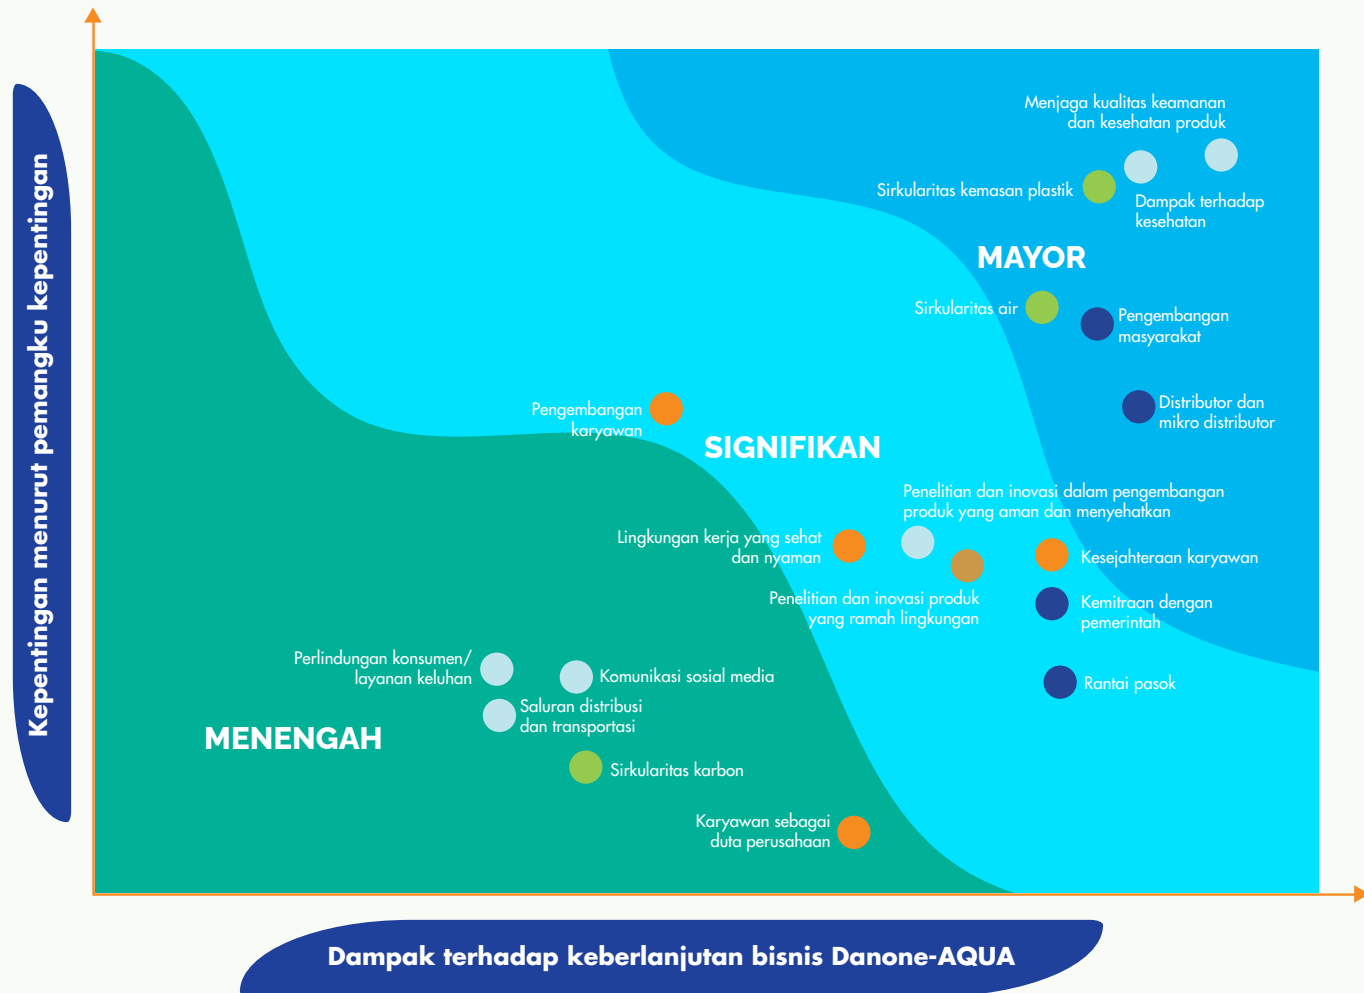 Kepentingan menurut pemangku kepentingan
Menjaga kualitas keamanan
dan kesehatan produk
Sirkularitas kemasan plastik
Dampak terhadap
kesehatan
MAYOR
Sirkularitas air
Pengembangan
masyarakat
Distributor dan
mikro distributor
Pengembangan
karyawan
SIGNIFIKAN
Penelitian dan inovasi dalam pengembangan
produk yang aman dan menyehatkan
Lingkungan kerja yang sehat
dan nyaman
Kesejahteraan karyawan
Penelitian dan inovasi produk
yang ramah lingkungan
Kemitraan dengan
pemerintah
Perlindungan konsumen/
layanan keluhan
Komunikasi sosial media
Rantai pasok
Saluran distribusi
dan transportasi
MENENGAH
Sirkularitas karbon
Karyawan sebagai
duta perusahaan
Dampak terhadap keberlanjutan bisnis Danone-AQUA